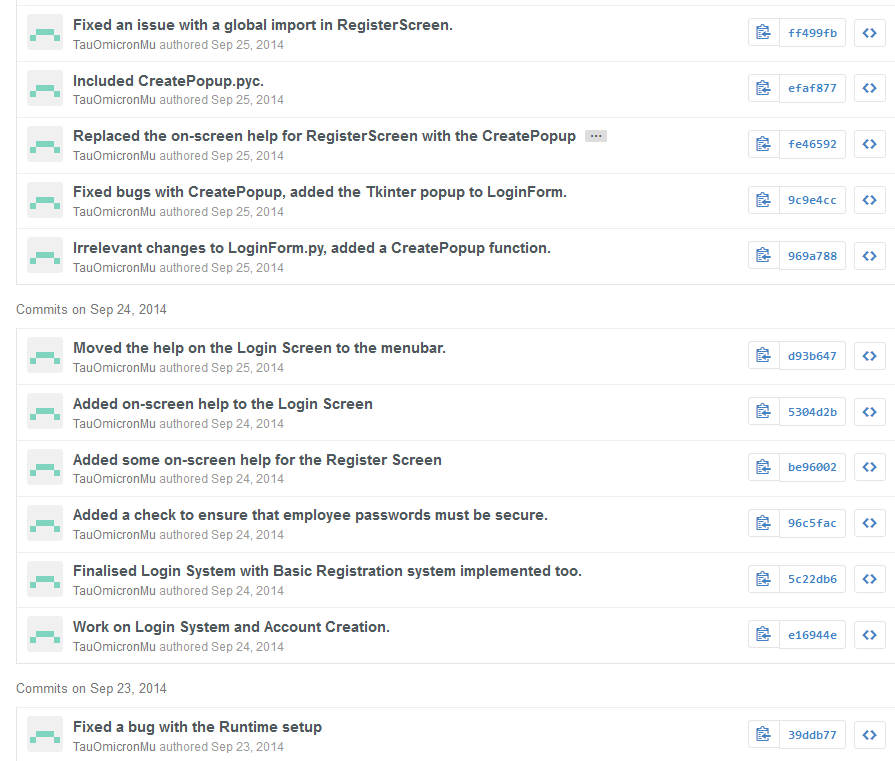 Fixed an issue with a global import in RegisterScreen.
TauOmicronMu authored Sep 25, 2014
ff499fb
Included CreatePopup.pyc.
TauOmicronMu authored Sep 25, 2014
efaf877
Replaced the on-screen help for RegisterScreen with the CreatePopup ...
TauOmicronMu authored Sep 25, 2014
fe46592
Fixed bugs with CreatePopup, added the Tkinter popup to LoginForm.
TauOmicronMu authored Sep 25, 2014
9c9e4cc
Irrelevant changes to LoginForm.py, added a CreatePopup function.
TauOmicronMu authored Sep 25, 2014
969a788
Commits on Sep 24, 2014
Moved the help on the Login Screen to the menubar.
TauOmicronMu authored Sep 25, 2014
d93b647
Added on-screen help to the Login Screen
TauOmicronMu authored Sep 24, 2014
5304d2b
Added some on-screen help for the Register Screen
TauOmicronMu authored Sep 24, 2014
be96002
Added a check to ensure that employee passwords must be secure.
TauOmicronMu authored Sep 24, 2014
96c5fac
Finalised Login System with Basic Registration system implemented too.
TauOmicronMu authored Sep 24, 2014
5c22db6
Work on Login System and Account Creation.
TauOmicronMu authored Sep 24, 2014
e16944e
Commits on Sep 23, 2014
Fixed a bug with the Runtime setup
TauOmicronMu authored Sep 23, 2014
39ddb77